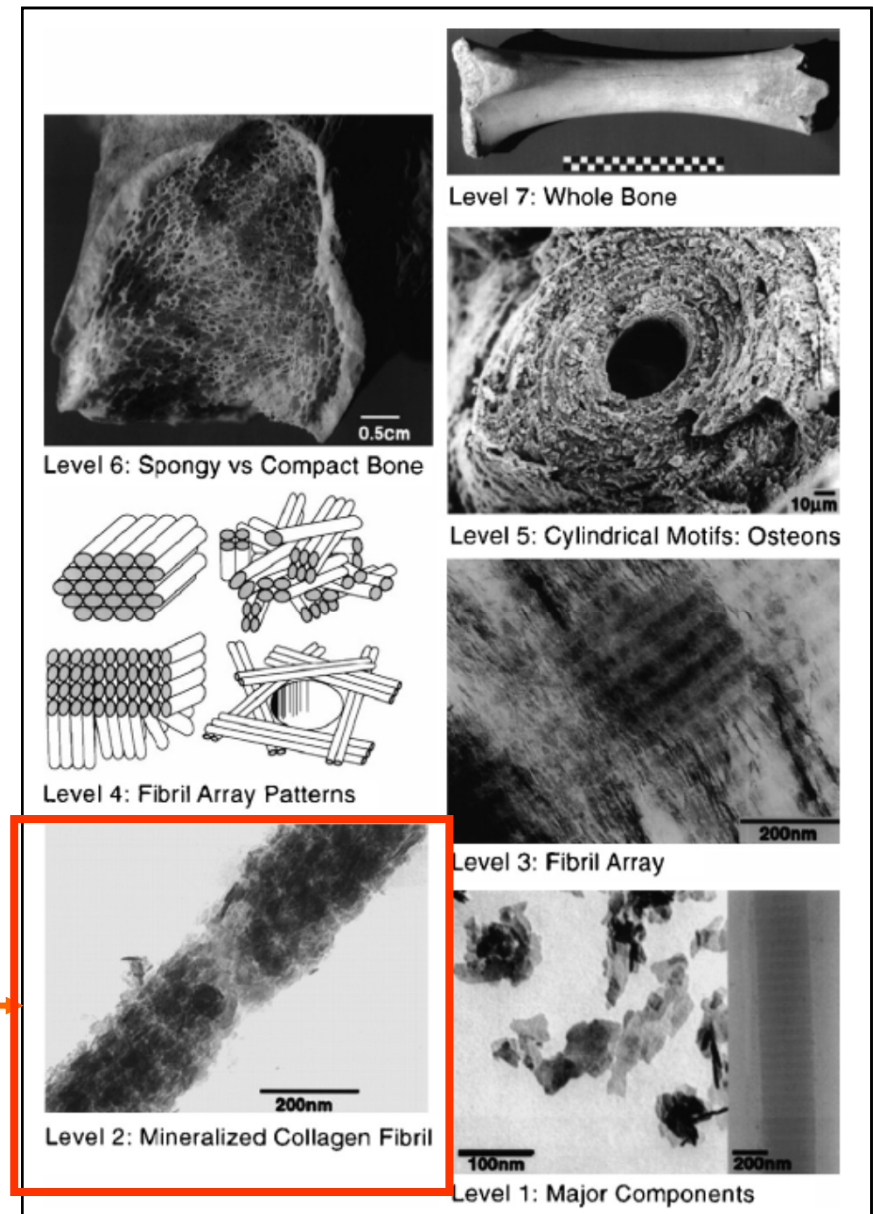 Level 7: Whole Bone
0.5cm
Level 6: Spongy vs Compact Bone
10µm
Level 5: Cylindrical Motifs: Osteons
Level 4: Fibril Array Patterns
200nm
Level 3: Fibril Array
200nm
Level 2: Mineralized Collagen Fibril
100nm
200nm
Level 1: Major Components